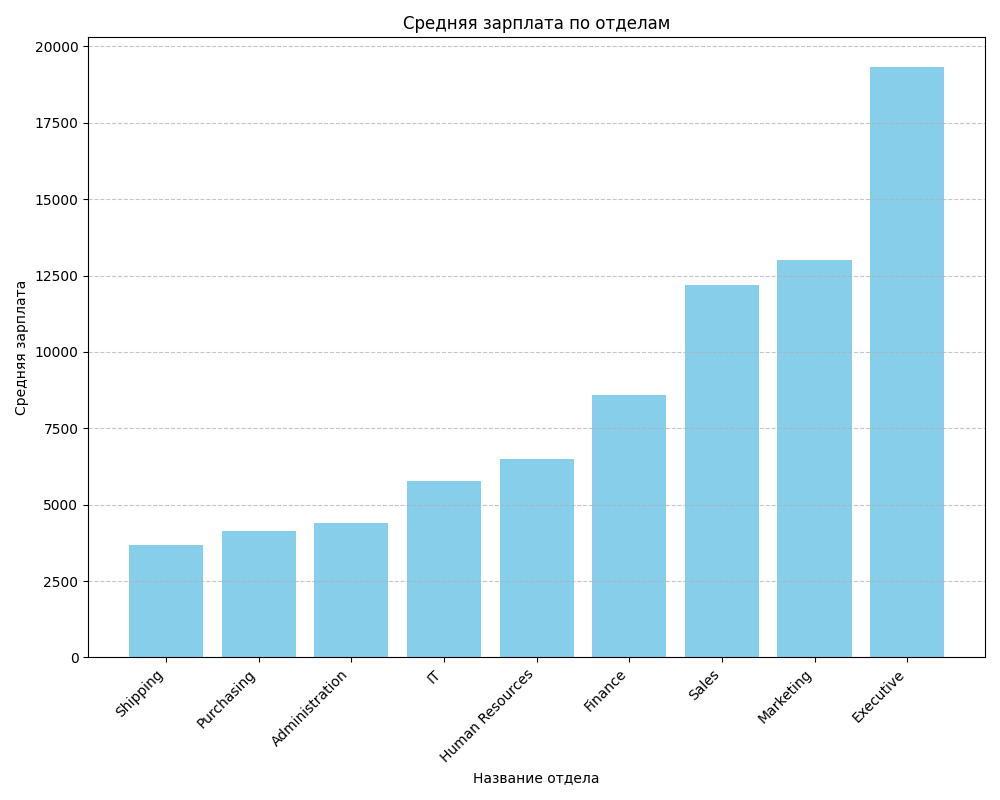 Средняя зарплата по отделам
20000
17500
15000
12500
10000
7500
5000
2500
0
Средняя зарплата
Shipping
Purchasing
Administration
IT
Human Resources
Finance
Sales
Marketing
Executive
Название отдела